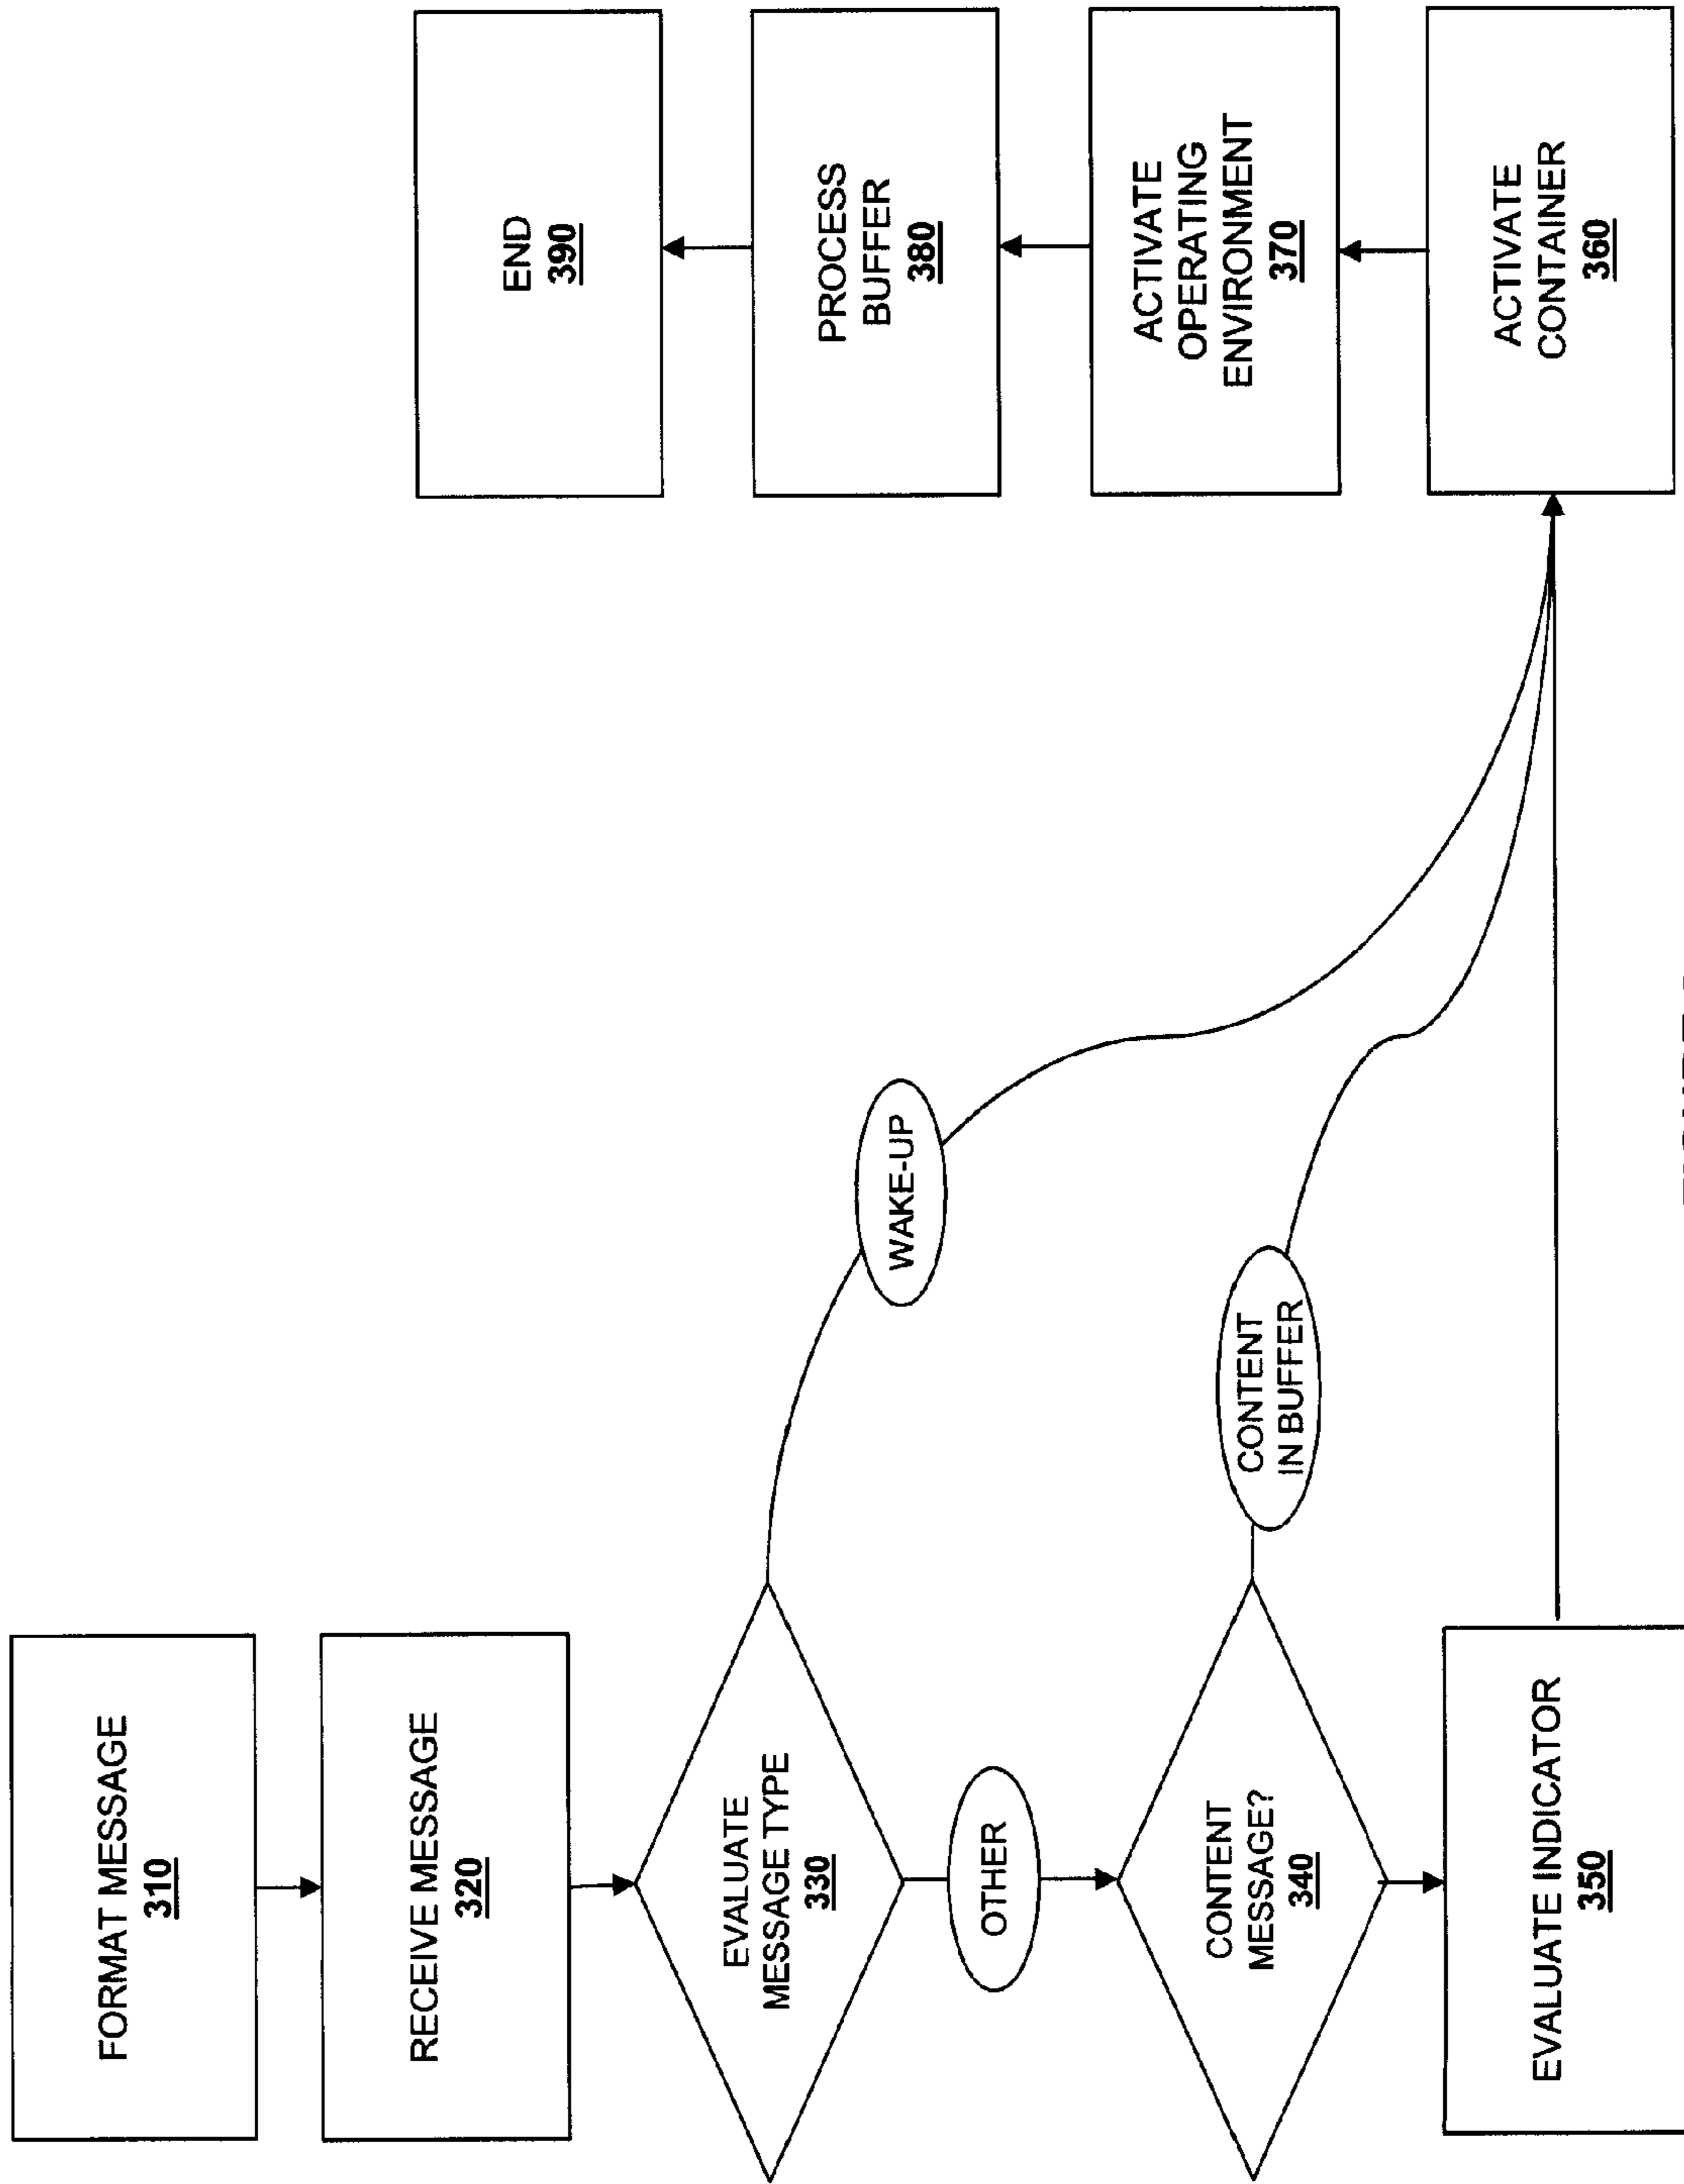 FORMAT MESSAGE
310
RECEIVE MESSAGE
320
EVALUATE
MESSAGE TYPE
330
WAKE-UP
OTHER
CONTENT
MESSAGE?
340
CONTENT
IN BUFFER
EVALUATE INDICATOR
350
ACTIVATE
CONTAINER
360
ACTIVATE
OPERATING
ENVIRONMENT
370
PROCESS
BUFFER
380
END
390